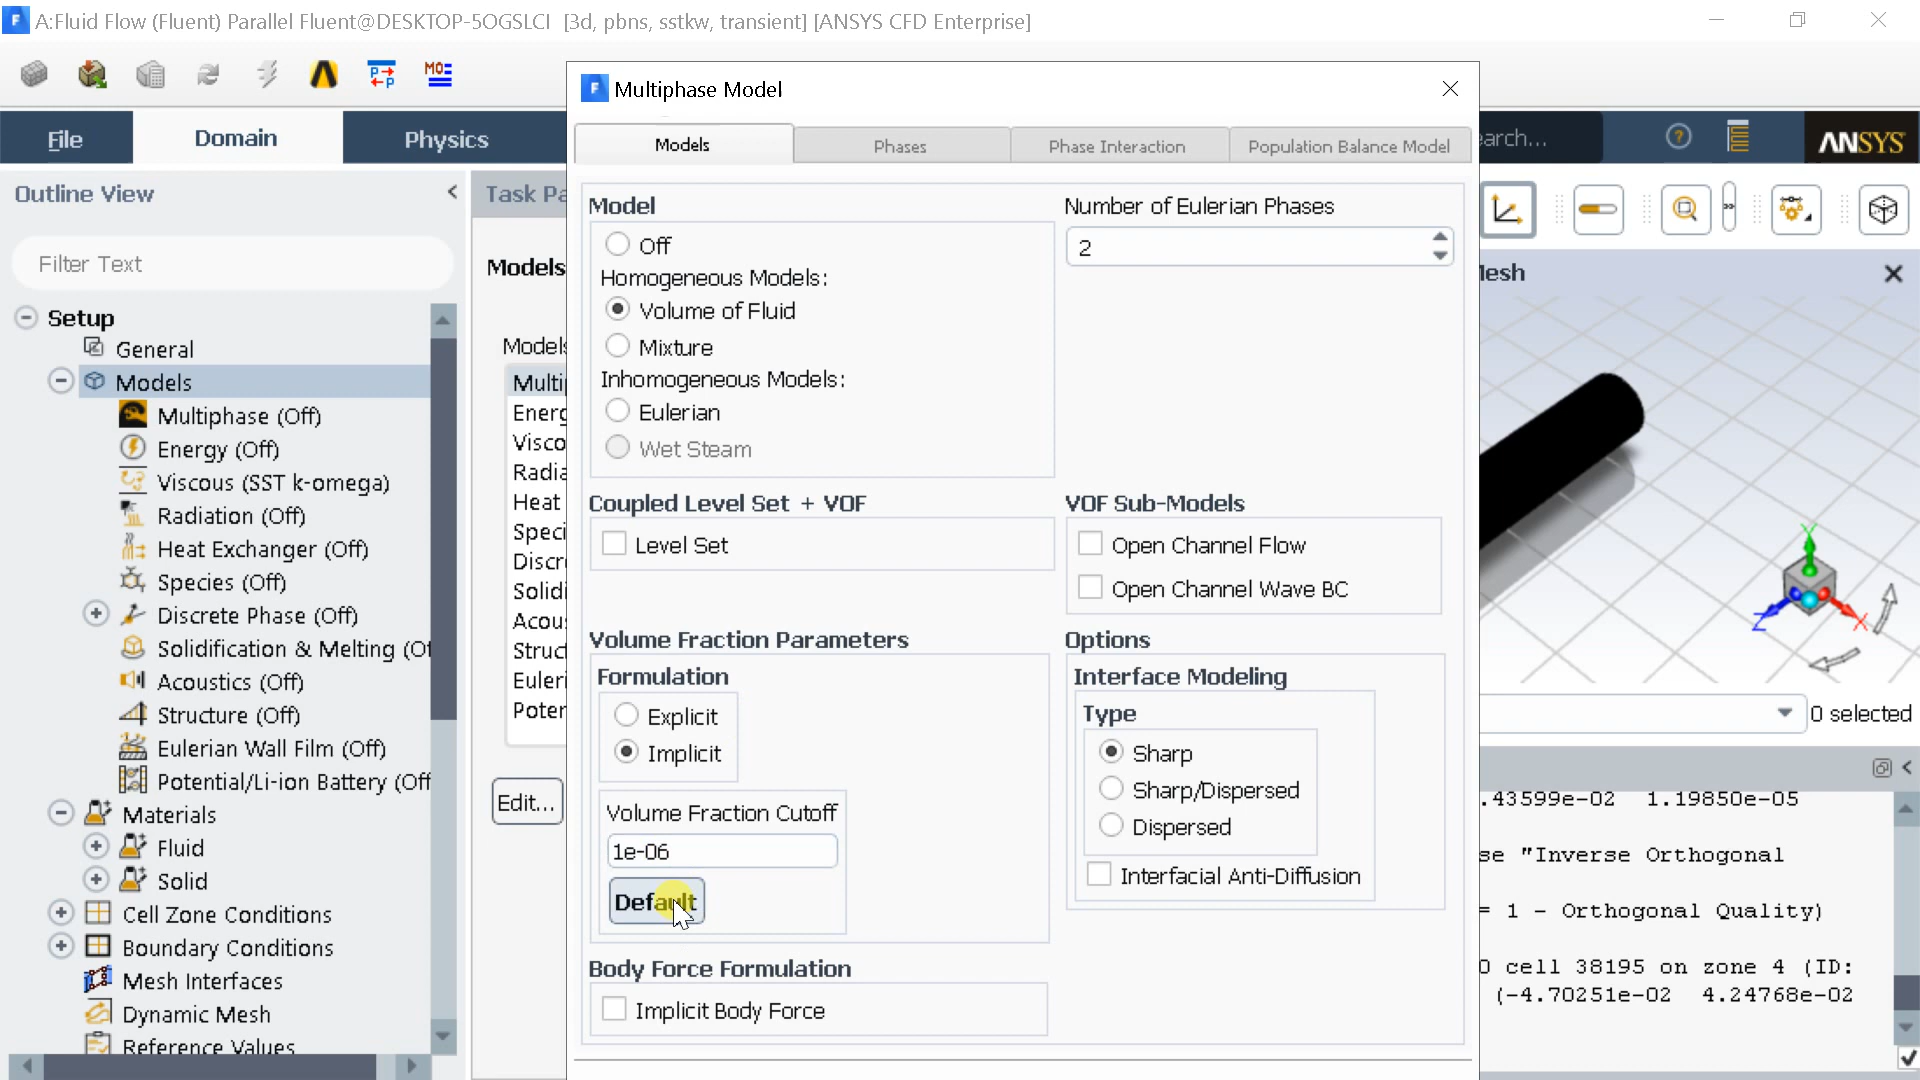 A:Fluid Flow (Fluent) Parallel Fluent@DESKTOP-5OGSLCI [3d, pbns, sstkw, transient] [ANSYS CFD Enterprise]
File
Domain
Physics
ANSYS
Outline View
Task Pa
Filter Text
Setup
General
Models
Multiphase (Off)
Energy (Off)
Viscous (SST k-omega)
Radiation (Off)
Heat Exchanger (Off)
Species (Off)
Discrete Phase (Off)
Solidification & Melting (Of
Acoustics (Off)
Structure (Off)
Eulerian Wall Film (Off)
Potential/Li-ion Battery (Off
Materials
Fluid
Solid
Cell Zone Conditions
Boundary Conditions
Mesh Interfaces
Dynamic Mesh
Reference Values
Models
Models
Multi
Energ
Visco
Radia
Heat
Speci
Discr
Solidi
Acou
Struc
Euleri
Poter
Edit...
Multiphase Model
Models
Phases
Phase Interaction
Population Balance Model
Model
Off
Homogeneous Models:
Volume of Fluid
Mixture
Inhomogeneous Models:
Eulerian
Wet Steam
Number of Eulerian Phases
2
Coupled Level Set + VOF
Level Set
VOF Sub-Models
Open Channel Flow
Open Channel Wave BC
Volume Fraction Parameters
Formulation
Explicit
Implicit
Volume Fraction Cutoff
1e-06
Default
Options
Interface Modeling
Type
Sharp
Sharp/Dispersed
Dispersed
Interfacial Anti-Diffusion
Body Force Formulation
Implicit Body Force
earch...
Mesh
Y
Z
X
0 selected
.43599e-02 1.19850e-05
se "Inverse Orthogonal
= 1 - Orthogonal Quality)
0 cell 38195 on zone 4 (ID:
(-4.70251e-02 4.24768e-02